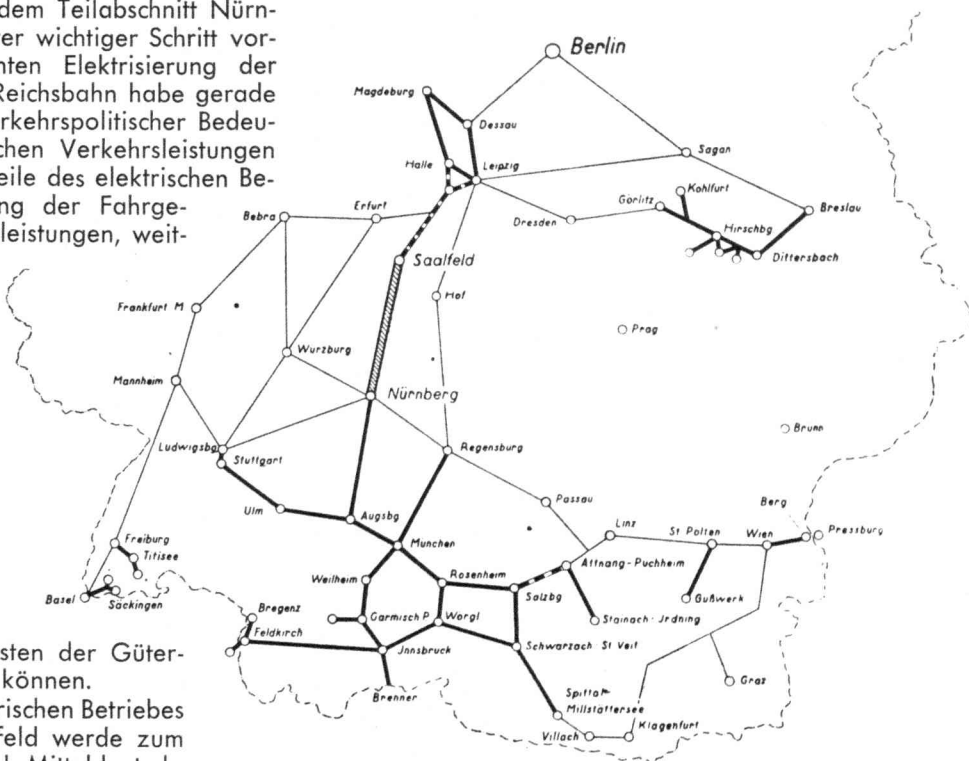 dem Teilabschnitt Nürn-
er wichtiger Schritt vor-
nten Elektrisierung der
Reichsbahn habe gerade
rkehrspolitischer Bedeu-
chen Verkehrsleistungen
eile des elektrischen Be-
ng der Fahrge-
leistungen, weit-
Berlin
Magdeburg
Dessau
Halle
Leipzig
Sagan
Kohlfurt
Görlitz
Breslau
Bebra
Erfurt
Dresden
Hirschbg
Dittersbach
Saalfeld
Hof
Frankfurt M
Prag
Wurzburg
Mannheim
Nürnberg
Brunn
Ludwigsbg
Stuttgart
Regensburg
Ulm
Augsbg
Passau
Berg
Linz
St Polten
Wien
Pressburg
Freiburg
Titisee
Munchen
Attnang-Puchheim
Weilheim
Rosenheim
Basel
Säckingen
Salzbg
Gußwerk
Bregenz
Garmisch P
Worgl
Stainach-Jrdning
Feldkirch
Jnnsbruck
Schwarzach St Veit
Graz
Brenner
Spittal-
Millstättersee
Klagenfurt
Villach
sten der Güter-
können.
rischen Betriebes
Feld werde zum